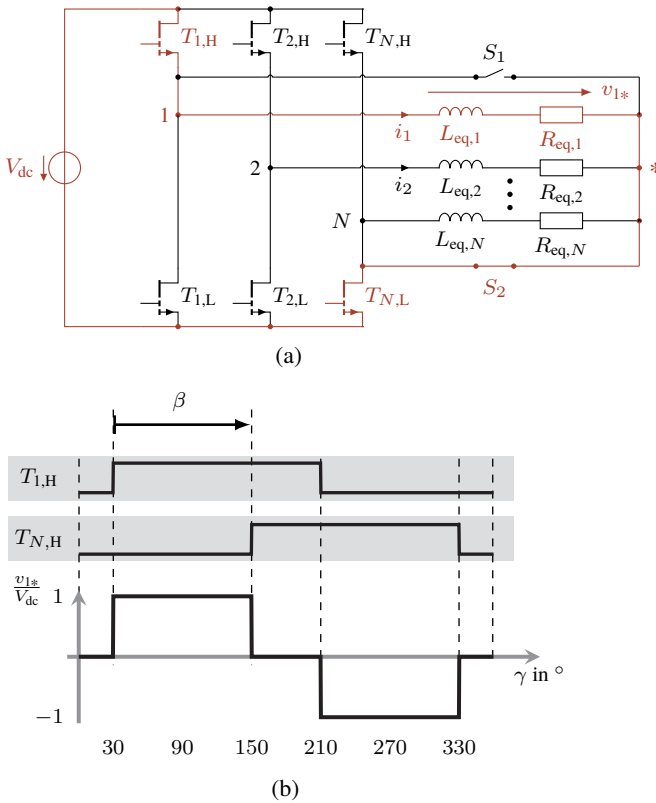 T1,H T2,H TN,H
S1
v1*
1
i1 Leq,1 Req,1
Vdc
2
i2 Leq,2 Req,2
*
N
Leq,N Req,N
T1,L T2,L TN,L S2
(a)
β
T1,H
TN,H
v1*/Vdc
1
γ in °
−1
30 90 150 210 270 330
(b)